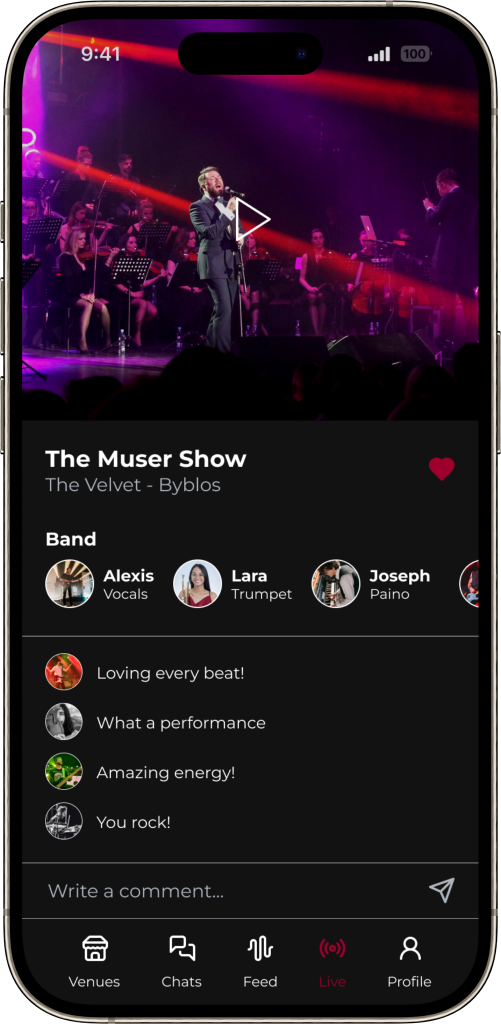 9:41
100
The Muser Show
The Velvet - Byblos
Band
Alexis
Vocals
Lara
Trumpet
Joseph
Paino
Loving every beat!
What a performance
Amazing energy!
You rock!
Write a comment...
Venues
Chats
Feed
Live
Profile